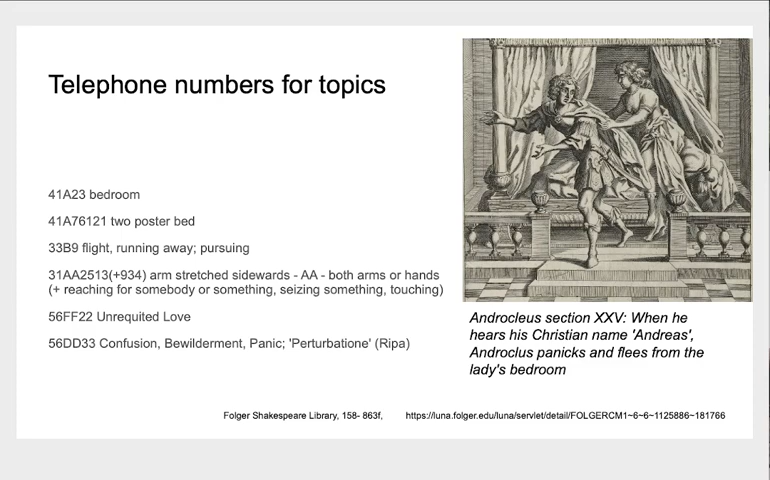 Telephone numbers for topics
41A23 bedroom
41A76121 two poster bed
33B9 flight, running away; pursuing
31AA2513(+934) arm stretched sidewards - AA - both arms or hands
(+ reaching for somebody or something, seizing something, touching)
56FF22 Unrequited Love
56DD33 Confusion, Bewilderment, Panic; 'Perturbatione' (Ripa)
Androcleus section XXV: When he
hears his Christian name 'Andreas',
Androclus panicks and flees from the
lady's bedroom
Folger Shakespeare Library, 158- 863f, https://luna.folger.edu/luna/servlet/detail/FOLGERCM1~6~6~1125886~181766